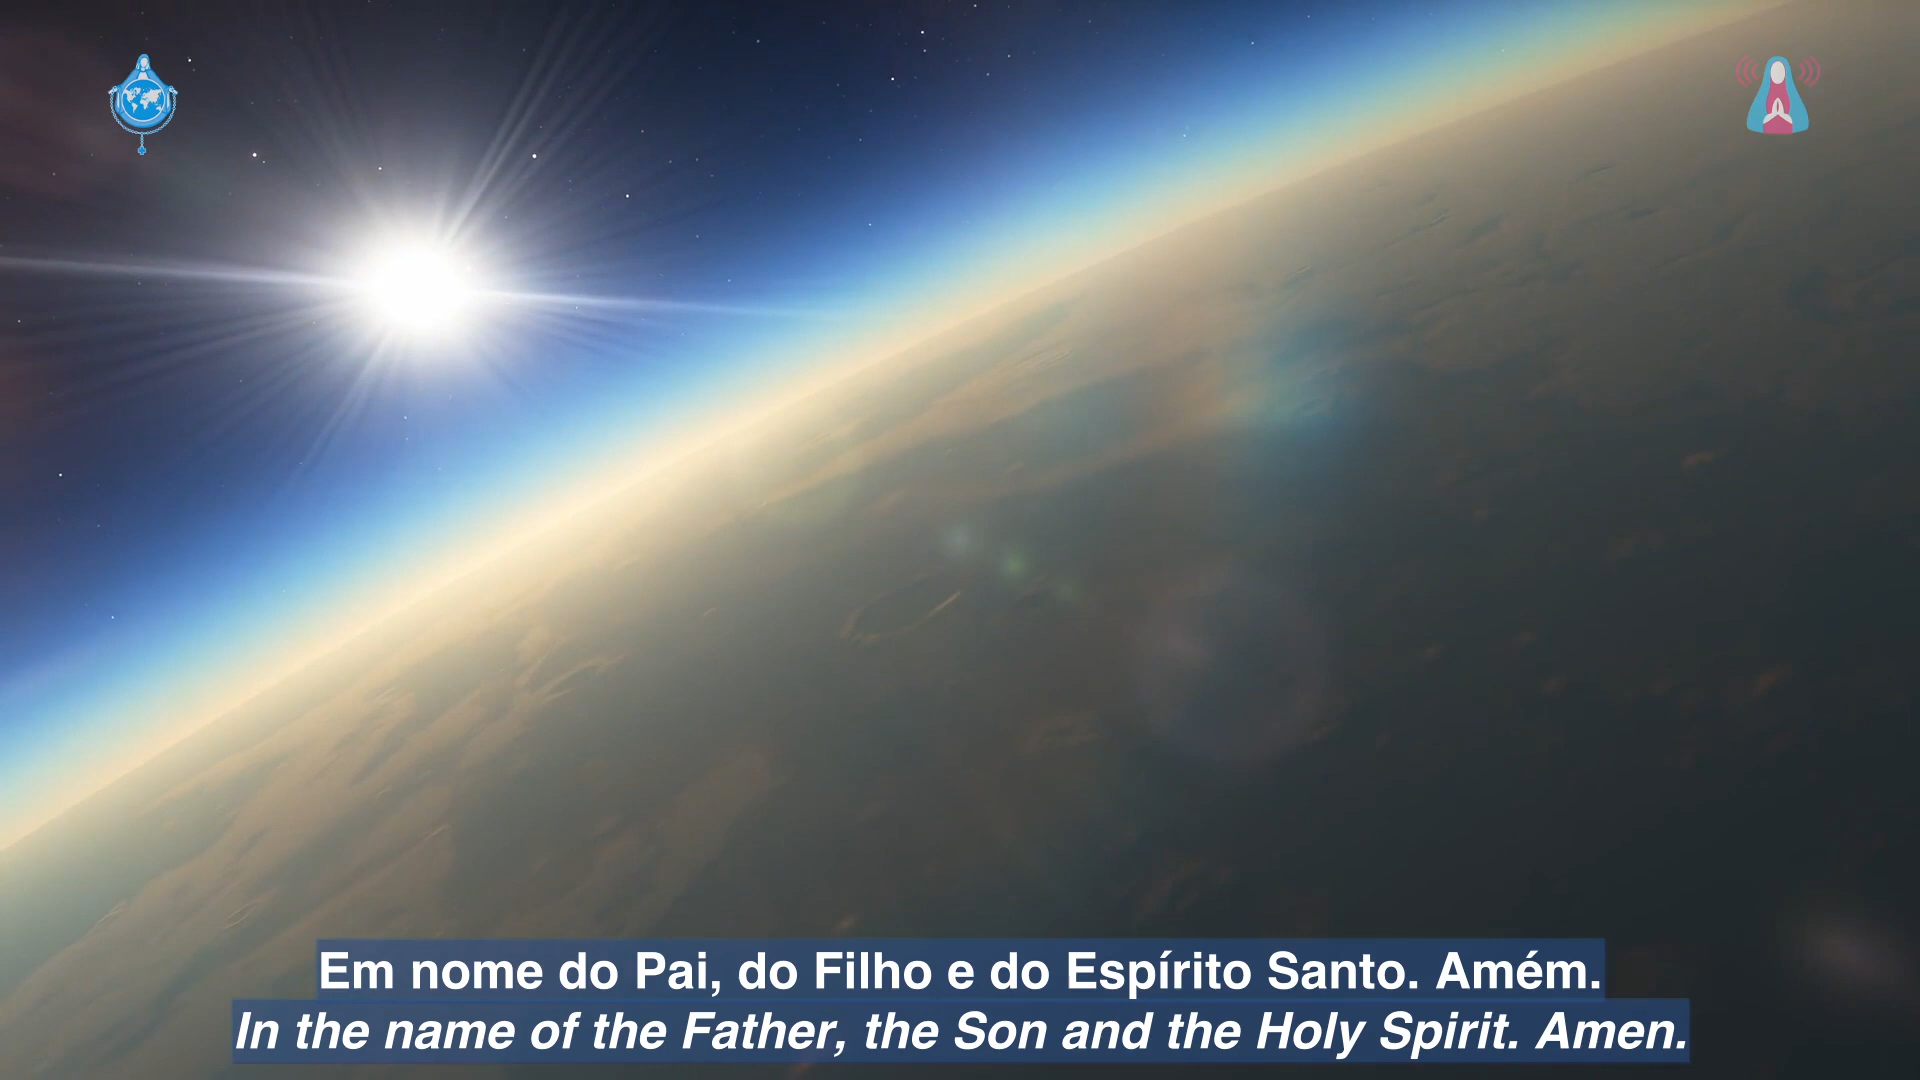 Em nome do Pai, do Filho e do Espírito Santo. Amém.
In the name of the Father, the Son and the Holy Spirit. Amen.